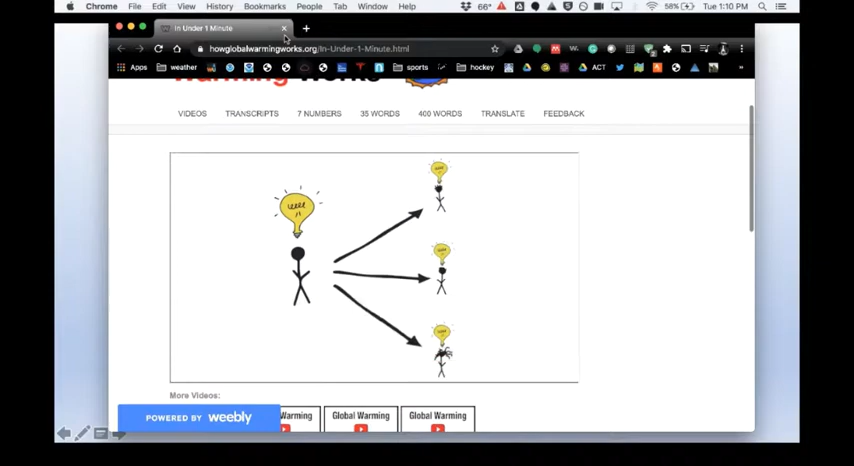 Chrome File Edit View History Bookmarks People Tab Window Help 66° 58% Tue 1:10 PM
In Under 1 Minute
howglobalwarmingworks.org/In-Under-1-Minute.html
Apps weather sports hockey ACT
Warming Works
VIDEOS TRANSCRIPTS 7 NUMBERS 35 WORDS 400 WORDS TRANSLATE FEEDBACK
More Videos:
Warming Global Warming Global Warming
POWERED BY weebly